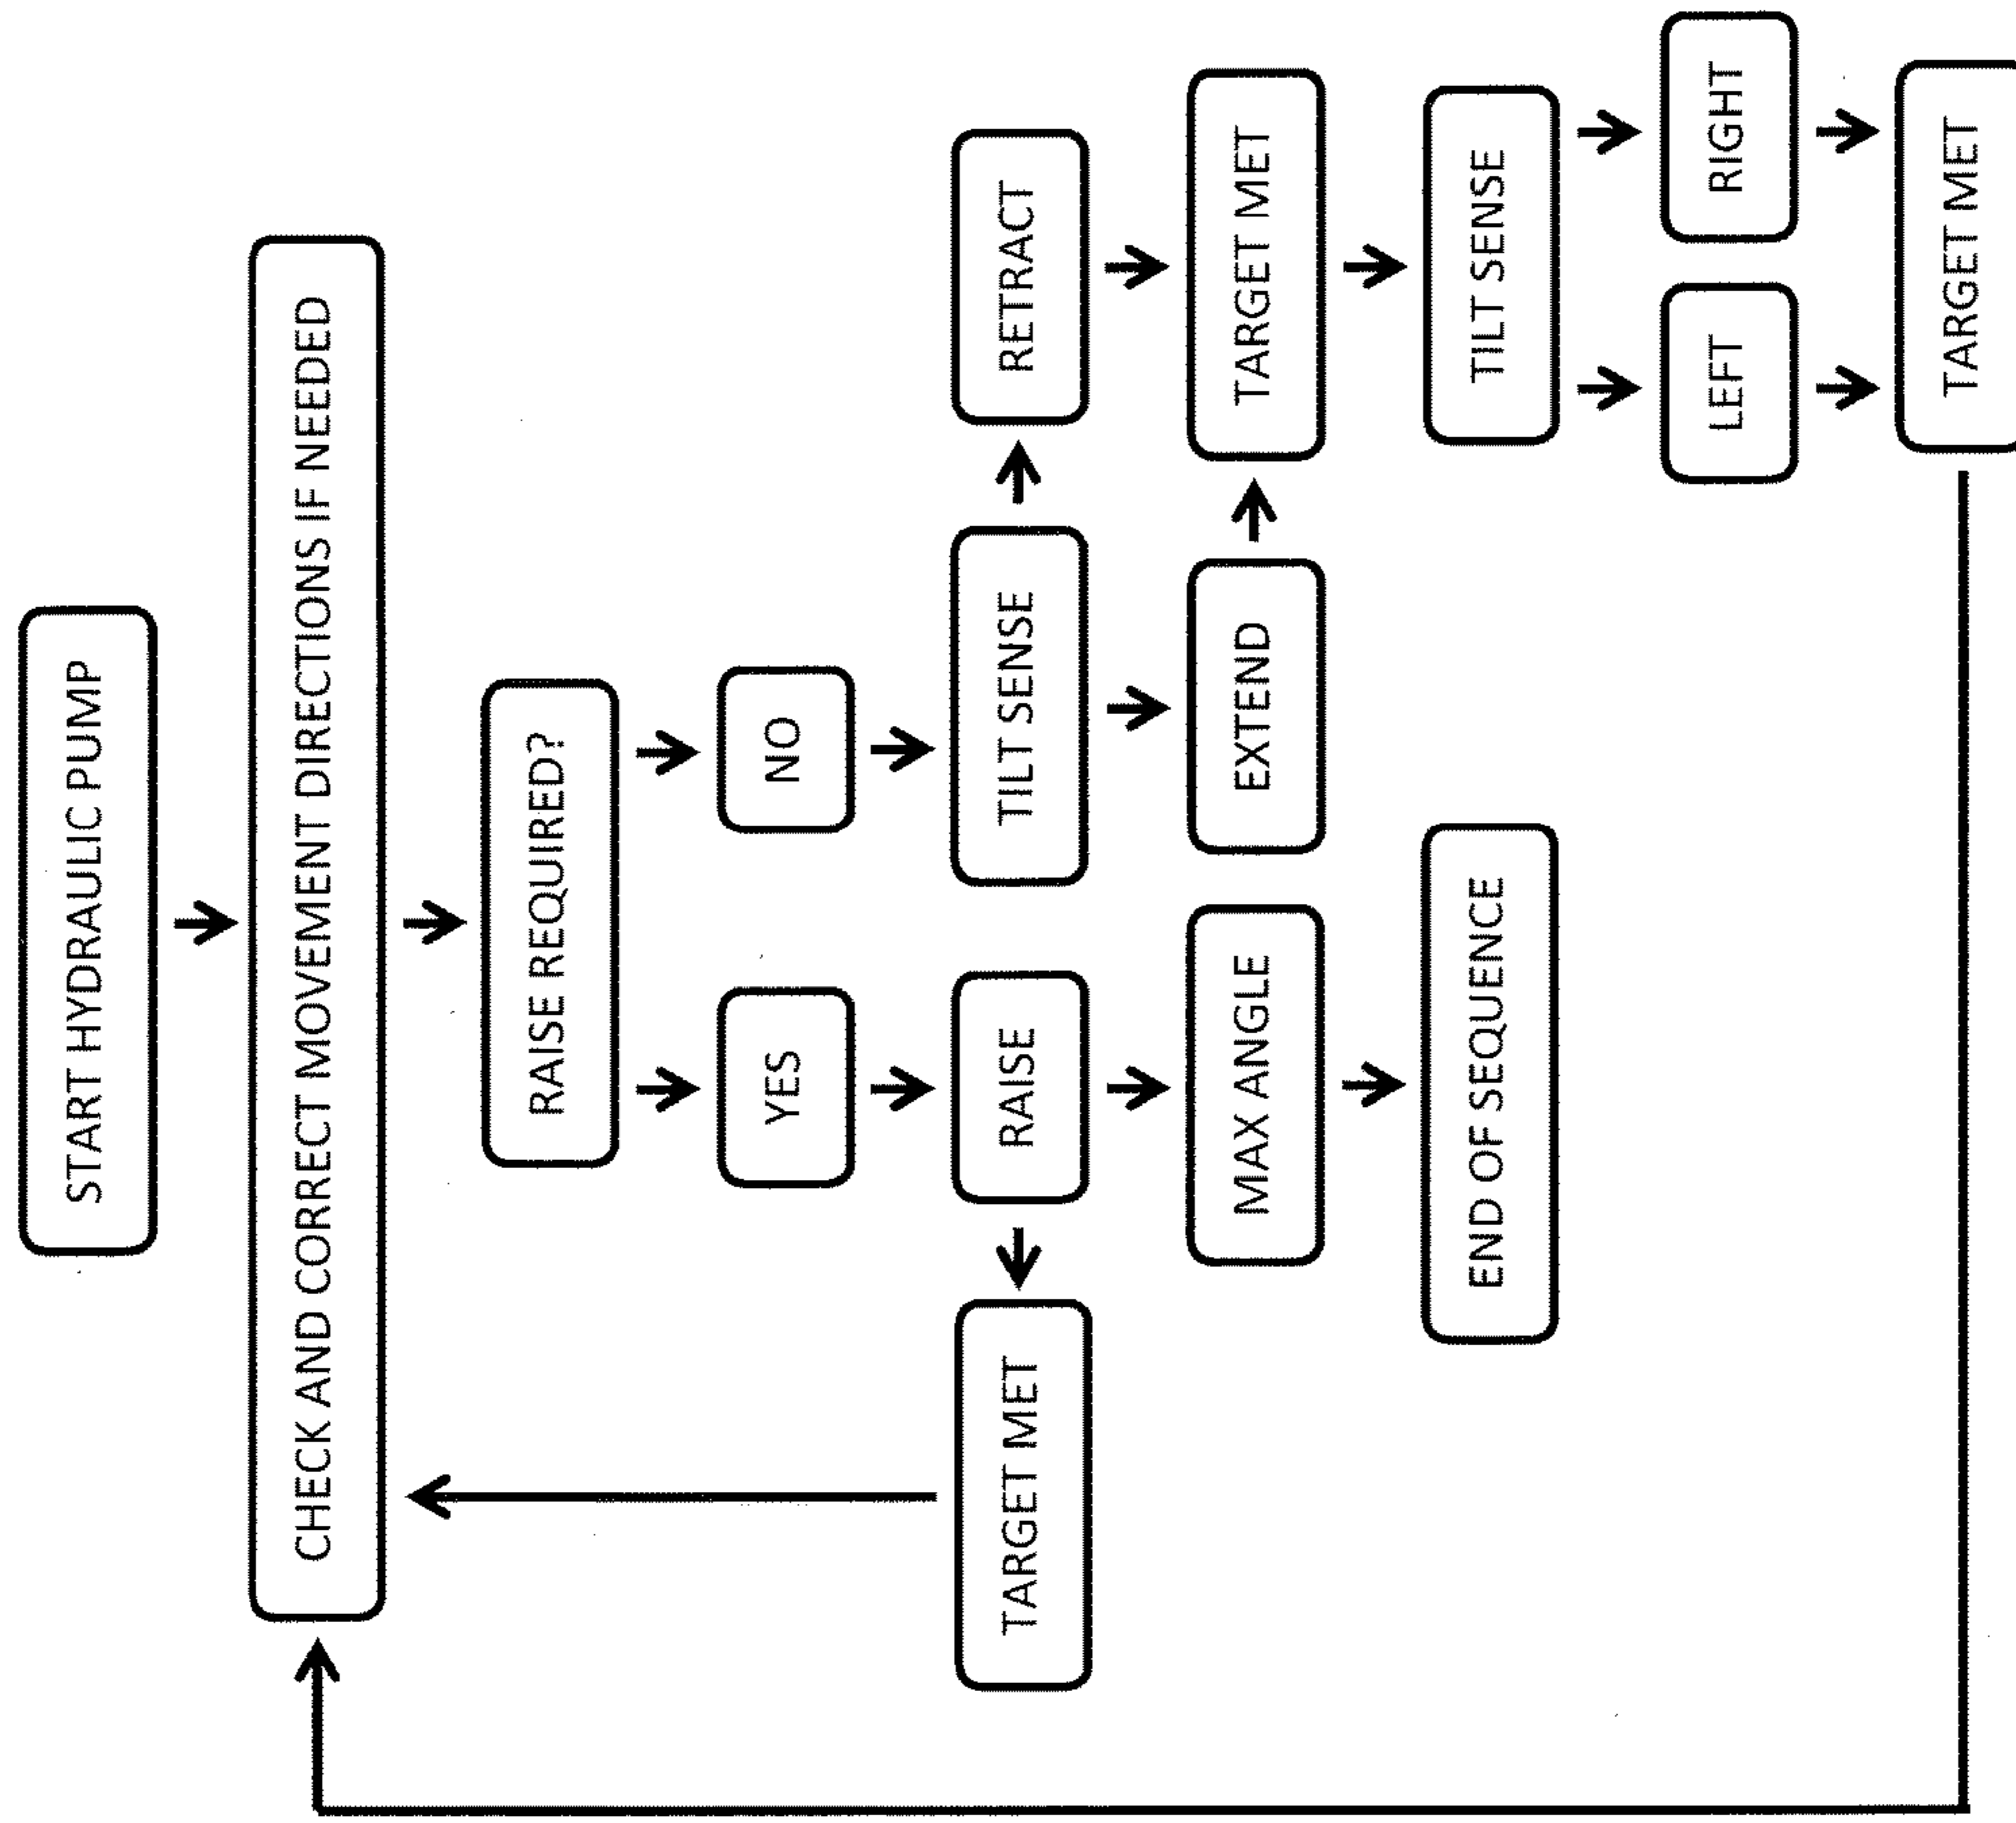 START HYDRAULIC PUMP
CHECK AND CORRECT MOVEMENT DIRECTIONS IF NEEDED
RAISE REQUIRED?
YES
NO
TARGET MET
RAISE
TILT SENSE
RETRACT
MAX ANGLE
EXTEND
TARGET MET
END OF SEQUENCE
TILT SENSE
LEFT
RIGHT
TARGET MET